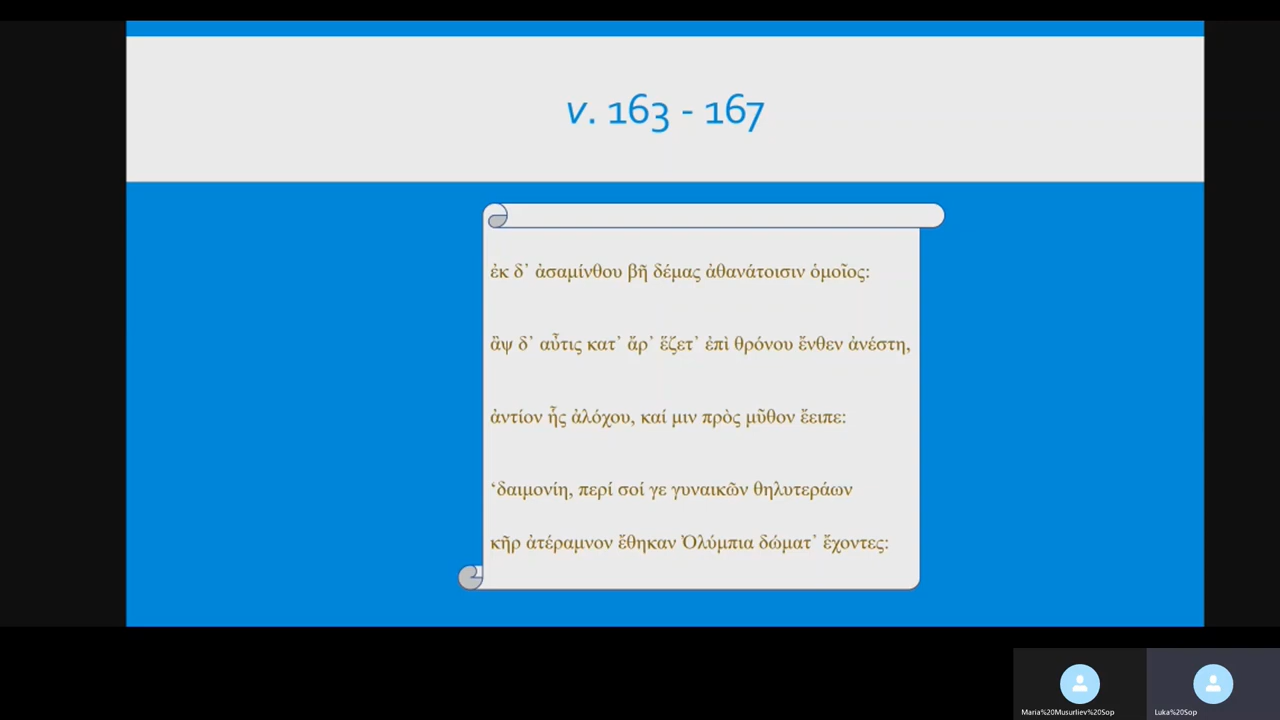 v. 163 - 167
ἐκ δ᾽ ἀσαμίνθου βῆ δέμας ἀθανάτοισιν ὁμοῖος:
ἂψ δ᾽ αὖτις κατ᾽ ἄρ᾽ ἕζετ᾽ ἐπὶ θρόνου ἔνθεν ἀνέστη,
ἀντίον ἧς ἀλόχου, καί μιν πρὸς μῦθον ἔειπε:
‘δαιμονίη, περί σοί γε γυναικῶν θηλυτεράων
κῆρ ἀτέραμνον ἔθηκαν Ὀλύμπια δώματ᾽ ἔχοντες:
Maria%20Musurliev%20Sop
Luka%20Sop